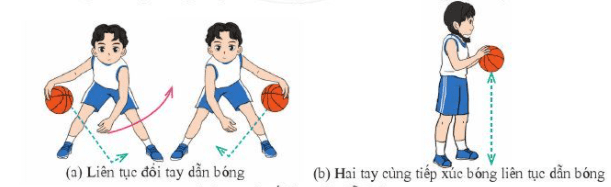 (a) Liên tục đổi tay dẫn bóng
(b) Hai tay cùng tiếp xúc bóng liên tục dẫn bóng